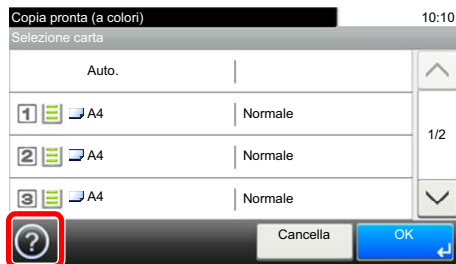 Copia pronta (a colori) 10:10
Selezione carta
Auto.
1 A4 Normale
1/2
2 A4 Normale
3 A4 Normale
? Cancella OK